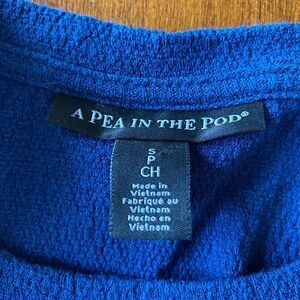 A PEA IN THE POD®
S
P
CH
Made in
Vietnam
Fabriqué au
Vietnam
Hecho en
Vietnam